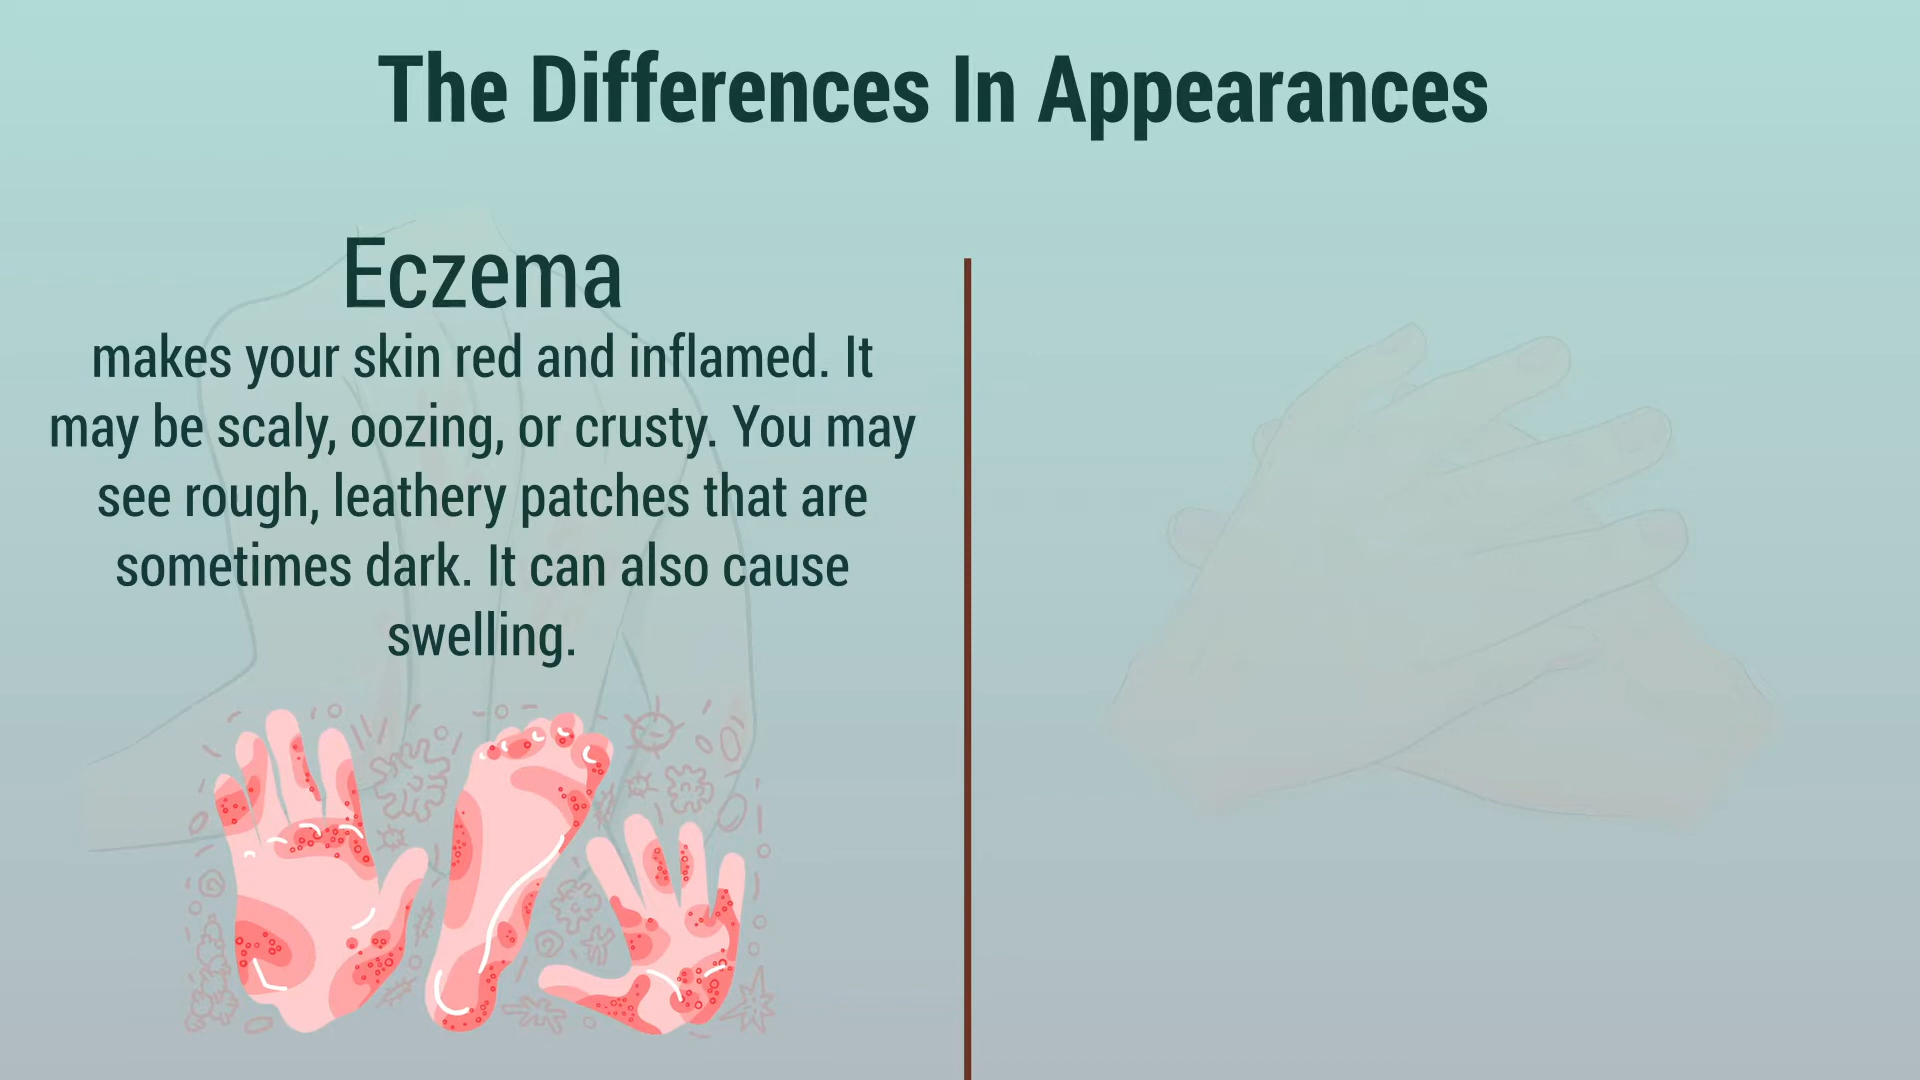 The Differences In Appearances
Eczema
makes your skin red and inflamed. It
may be scaly, oozing, or crusty. You may
see rough, leathery patches that are
sometimes dark. It can also cause
swelling.